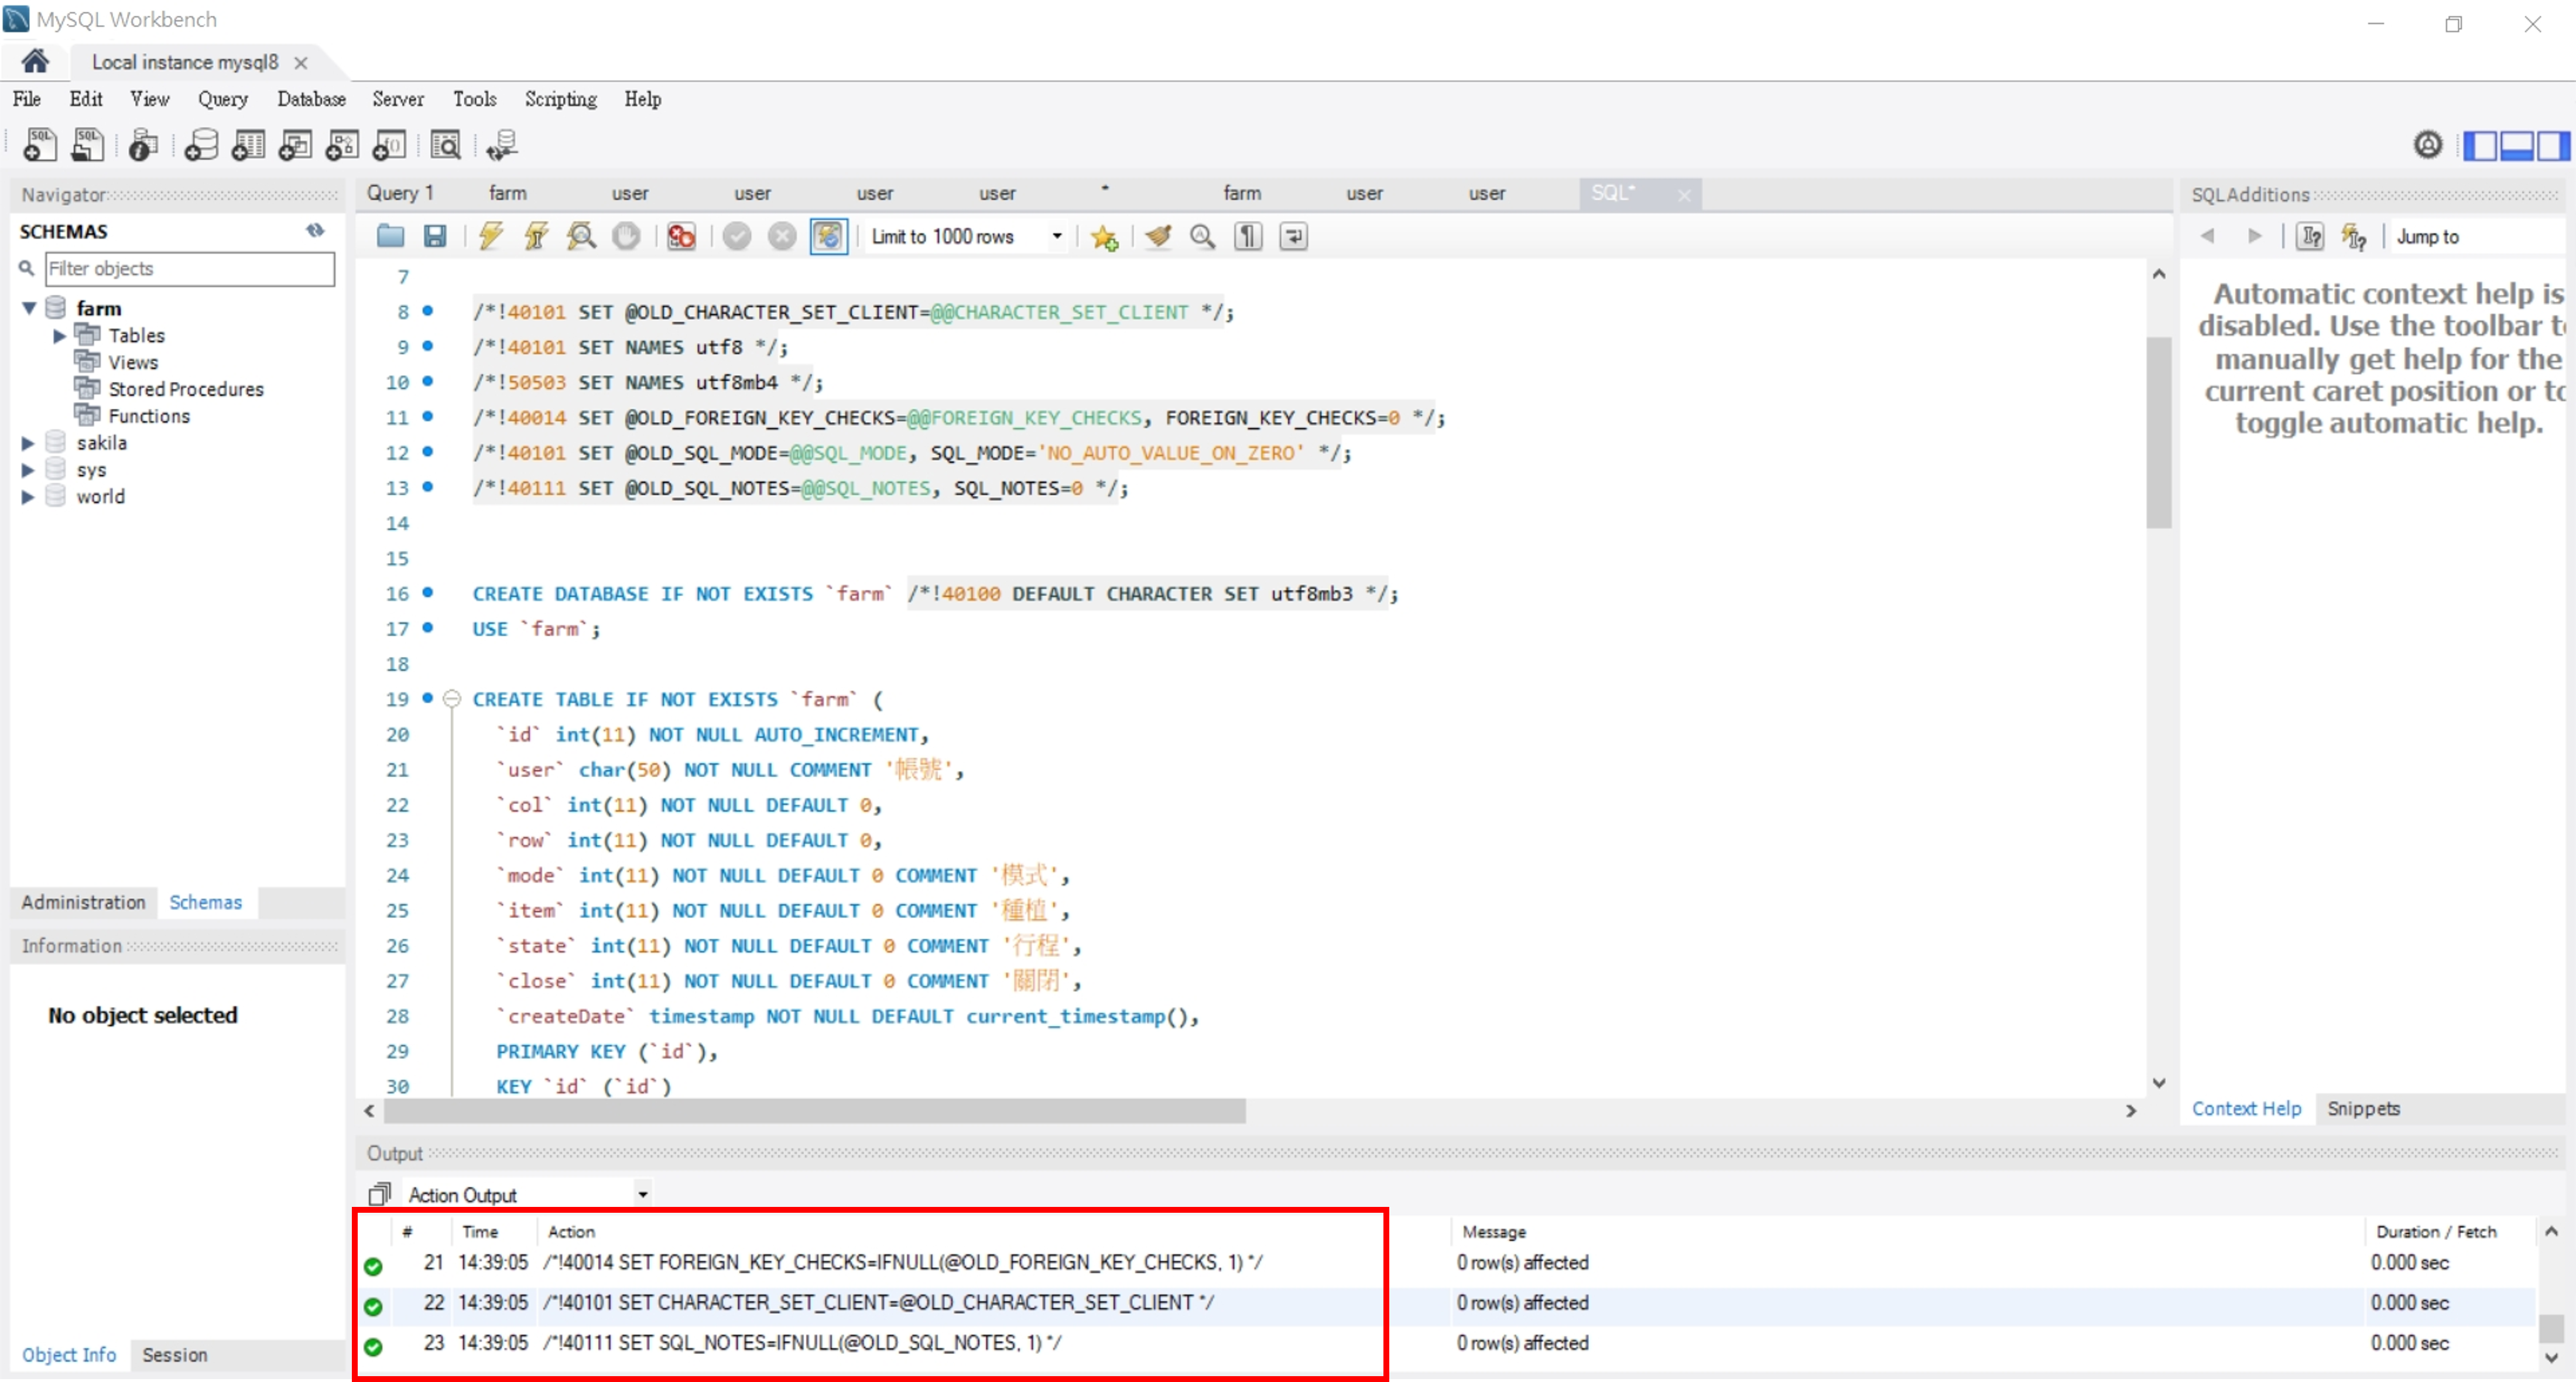 MySQL Workbench
Local instance mysql8
File Edit View Query Database Server Tools Scripting Help
Navigator
SCHEMAS
Filter objects
farm
Tables
Views
Stored Procedures
Functions
sakila
sys
world
Administration Schemas
Information
No object selected
Object Info Session
Query 1 farm user user user user * farm user user SQL*
Limit to 1000 rows
7
8 /*!40101 SET @OLD_CHARACTER_SET_CLIENT=@@CHARACTER_SET_CLIENT */;
9 /*!40101 SET NAMES utf8 */;
10 /*!50503 SET NAMES utf8mb4 */;
11 /*!40014 SET @OLD_FOREIGN_KEY_CHECKS=@@FOREIGN_KEY_CHECKS, FOREIGN_KEY_CHECKS=0 */;
12 /*!40101 SET @OLD_SQL_MODE=@@SQL_MODE, SQL_MODE='NO_AUTO_VALUE_ON_ZERO' */;
13 /*!40111 SET @OLD_SQL_NOTES=@@SQL_NOTES, SQL_NOTES=0 */;
14
15
16 CREATE DATABASE IF NOT EXISTS `farm` /*!40100 DEFAULT CHARACTER SET utf8mb3 */;
17 USE `farm`;
18
19 CREATE TABLE IF NOT EXISTS `farm` (
20 `id` int(11) NOT NULL AUTO_INCREMENT,
21 `user` char(50) NOT NULL COMMENT '帳號',
22 `col` int(11) NOT NULL DEFAULT 0,
23 `row` int(11) NOT NULL DEFAULT 0,
24 `mode` int(11) NOT NULL DEFAULT 0 COMMENT '模式',
25 `item` int(11) NOT NULL DEFAULT 0 COMMENT '種植',
26 `state` int(11) NOT NULL DEFAULT 0 COMMENT '行程',
27 `close` int(11) NOT NULL DEFAULT 0 COMMENT '關閉',
28 `createDate` timestamp NOT NULL DEFAULT current_timestamp(),
29 PRIMARY KEY (`id`),
30 KEY `id` (`id`)
SQLAdditions
Jump to
Automatic context help is
disabled. Use the toolbar to
manually get help for the
current caret position or to
toggle automatic help.
Context Help Snippets
Output
Action Output
# Time Action Message Duration / Fetch
21 14:39:05 /*!40014 SET FOREIGN_KEY_CHECKS=IFNULL(@OLD_FOREIGN_KEY_CHECKS, 1) */ 0 row(s) affected 0.000 sec
22 14:39:05 /*!40101 SET CHARACTER_SET_CLIENT=@OLD_CHARACTER_SET_CLIENT */ 0 row(s) affected 0.000 sec
23 14:39:05 /*!40111 SET SQL_NOTES=IFNULL(@OLD_SQL_NOTES, 1) */ 0 row(s) affected 0.000 sec